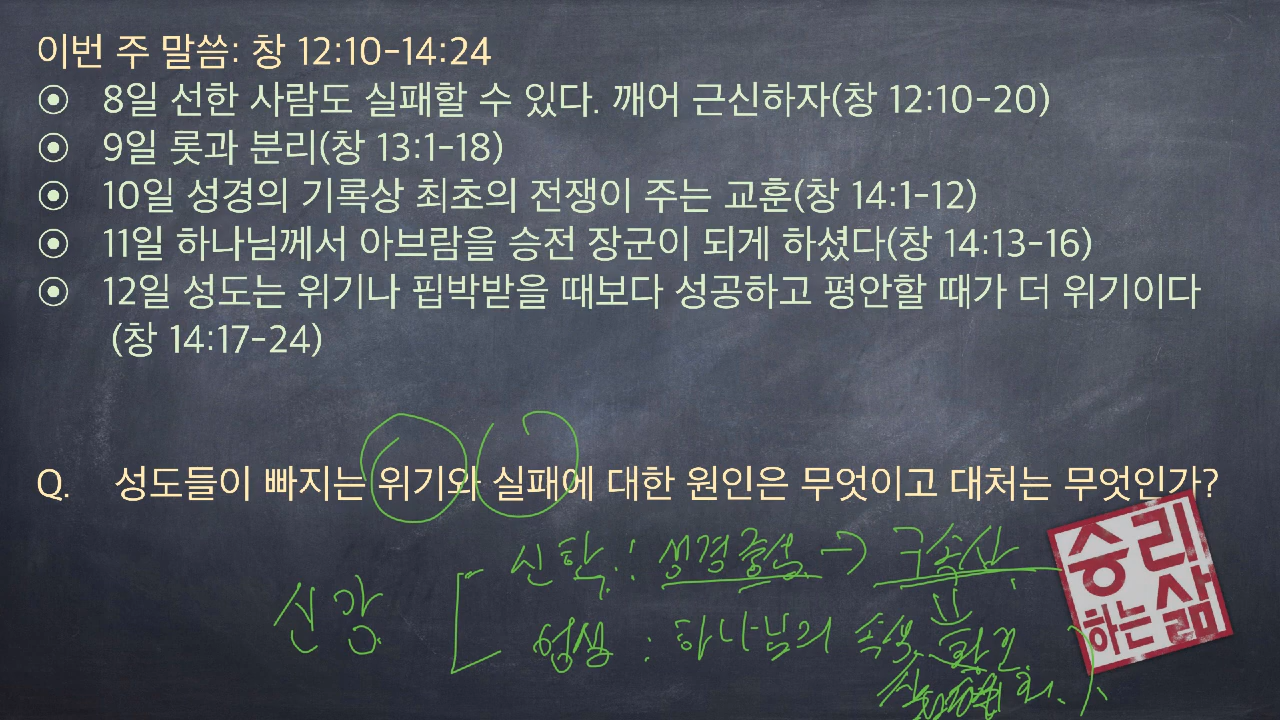 이번 주 말씀: 창 12:10-14:24
⦿ 8일 선한 사람도 실패할 수 있다. 깨어 근신하자(창 12:10-20)
⦿ 9일 롯과 분리(창 13:1-18)
⦿ 10일 성경의 기록상 최초의 전쟁이 주는 교훈(창 14:1-12)
⦿ 11일 하나님께서 아브람을 승전 장군이 되게 하셨다(창 14:13-16)
⦿ 12일 성도는 위기나 핍박받을 때보다 성공하고 평안할 때가 더 위기이다
(창 14:17-24)
Q. 성도들이 빠지는 위기와 실패에 대한 원인은 무엇이고 대처는 무엇인가?
신학: 성경 중심 → 구속사
신앙
영생 : 하나님의 속성
승리
하는 삶